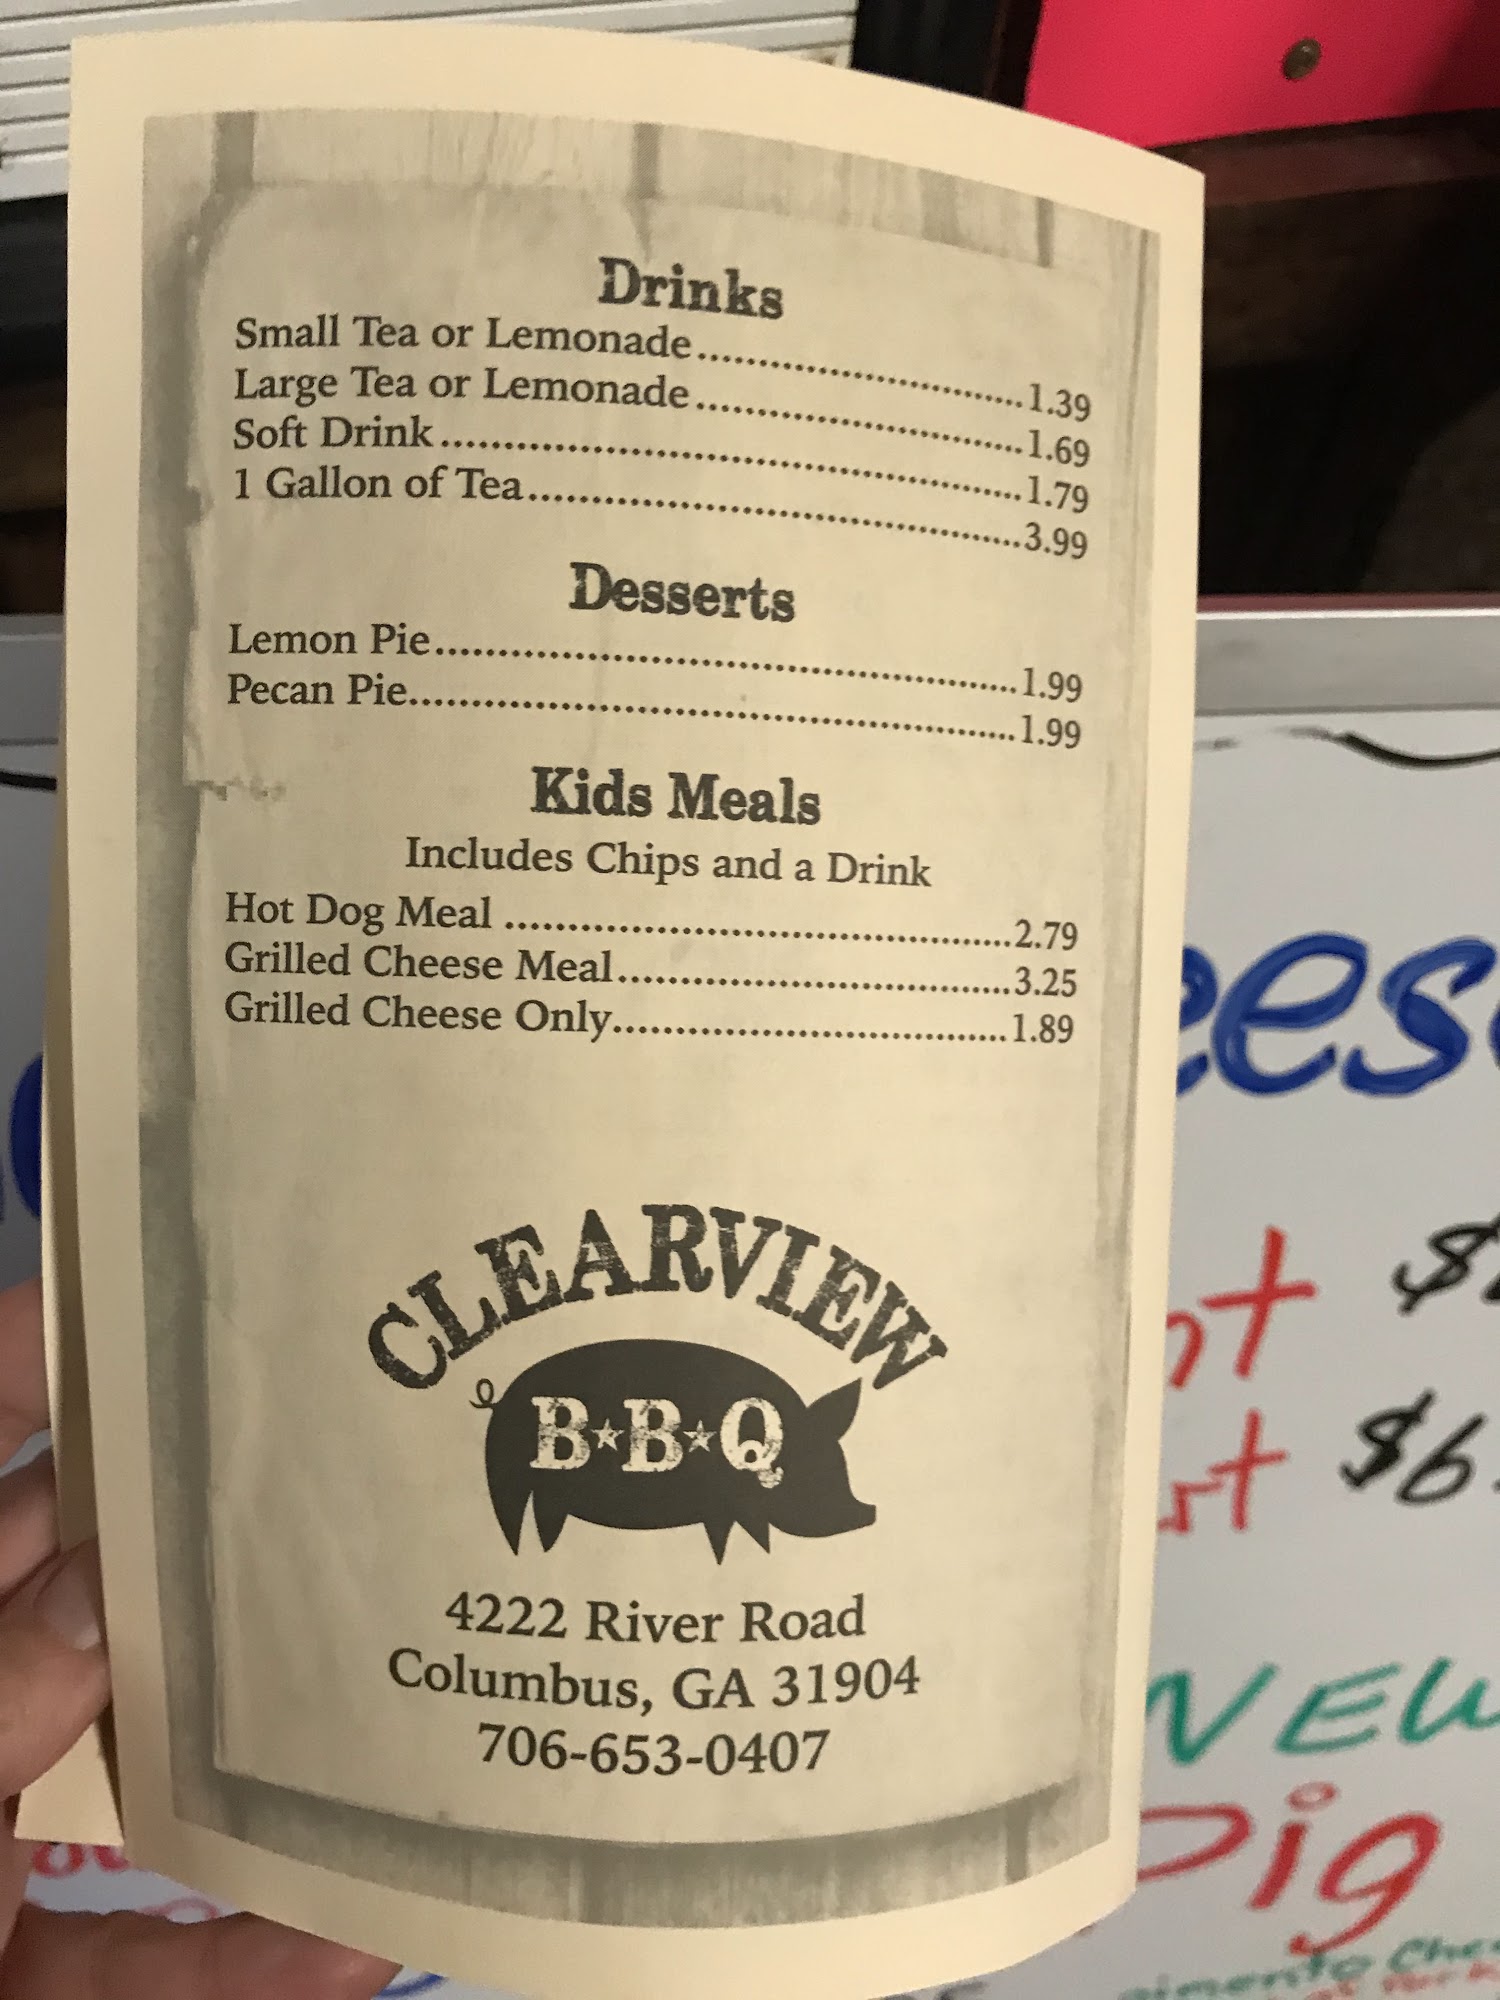 Drinks
Small Tea or Lemonade........................1.39
Large Tea or Lemonade........................1.69
Soft Drink........................1.79
1 Gallon of Tea........................3.99
Desserts
Lemon Pie........................1.99
Pecan Pie........................1.99
Kids Meals
Includes Chips and a Drink
Hot Dog Meal ........................2.79
Grilled Cheese Meal........................3.25
Grilled Cheese Only........................1.89
CLEARVIEW
B★B★Q
4222 River Road
Columbus, GA 31904
706-653-0407
NEW
Pig